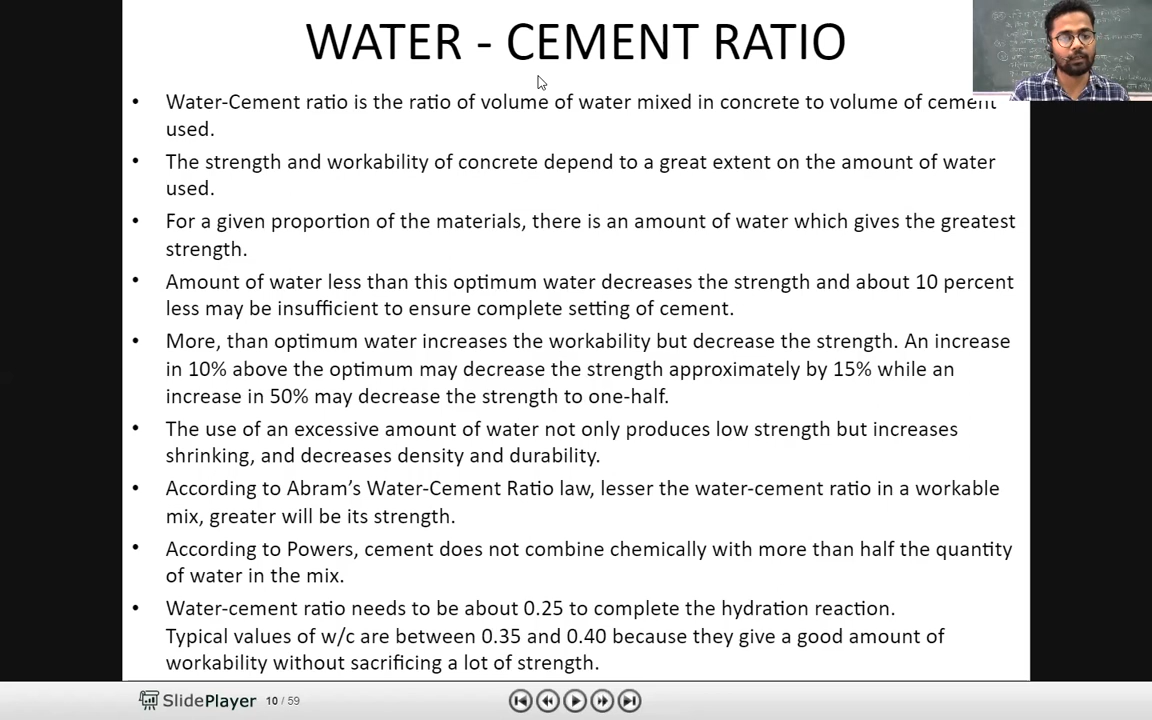 WATER - CEMENT RATIO
• Water-Cement ratio is the ratio of volume of water mixed in concrete to volume of cement
used.
• The strength and workability of concrete depend to a great extent on the amount of water
used.
• For a given proportion of the materials, there is an amount of water which gives the greatest
strength.
• Amount of water less than this optimum water decreases the strength and about 10 percent
less may be insufficient to ensure complete setting of cement.
• More, than optimum water increases the workability but decrease the strength. An increase
in 10% above the optimum may decrease the strength approximately by 15% while an
increase in 50% may decrease the strength to one-half.
• The use of an excessive amount of water not only produces low strength but increases
shrinking, and decreases density and durability.
• According to Abram’s Water-Cement Ratio law, lesser the water-cement ratio in a workable
mix, greater will be its strength.
• According to Powers, cement does not combine chemically with more than half the quantity
of water in the mix.
• Water-cement ratio needs to be about 0.25 to complete the hydration reaction.
Typical values of w/c are between 0.35 and 0.40 because they give a good amount of
workability without sacrificing a lot of strength.
SlidePlayer 10 / 59